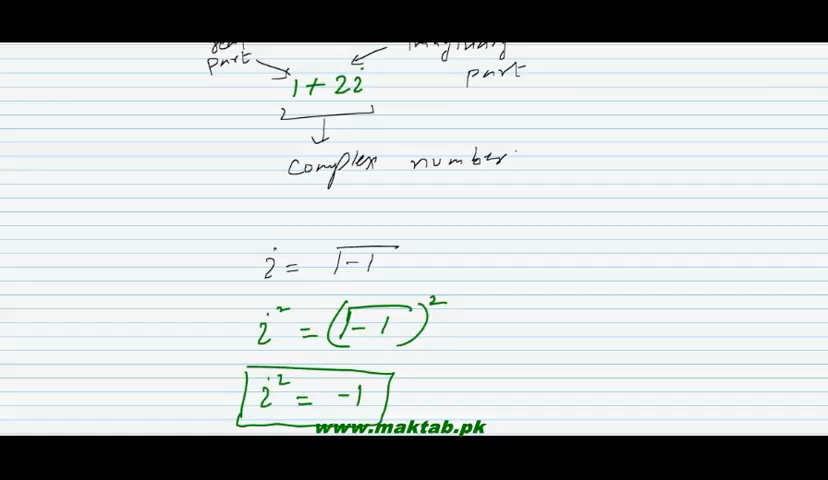 part
1 + 2i
part
complex number
i = √-1
i² = (√-1)²
i² = -1
www.maktab.pk